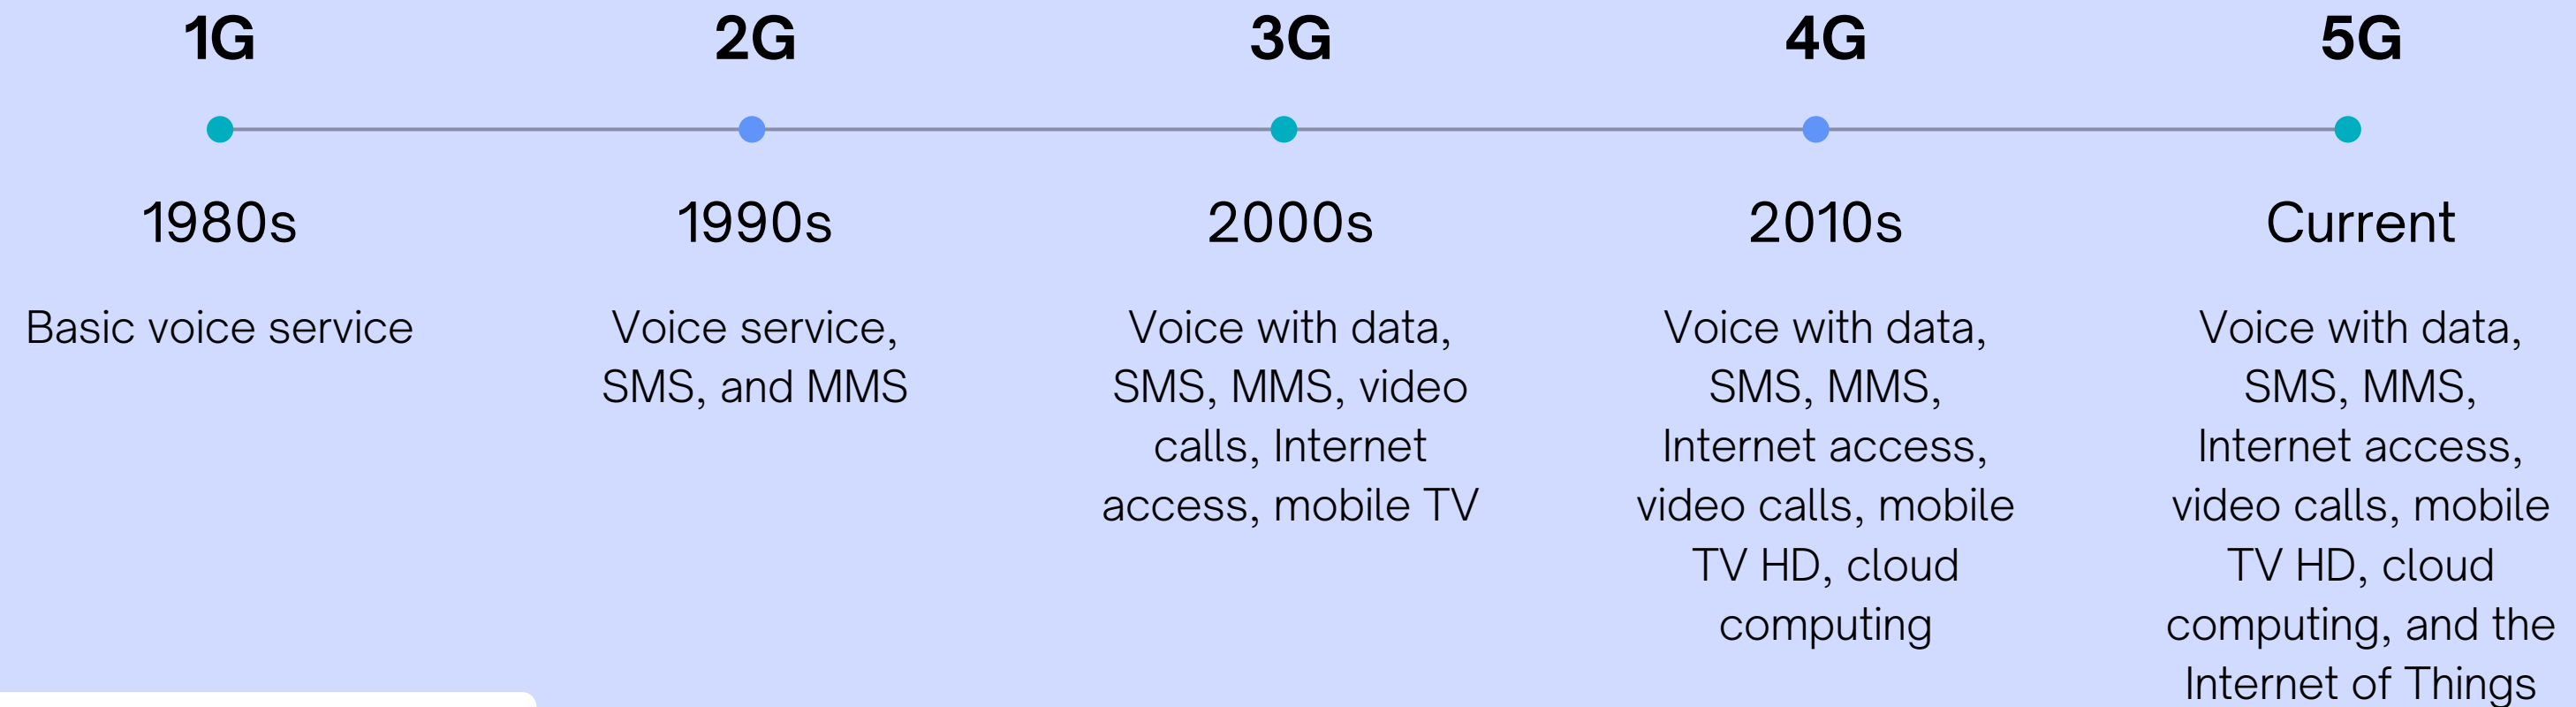 1G
2G
3G
4G
5G
1980s
1990s
2000s
2010s
Current
Basic voice service
Voice service,
SMS, and MMS
Voice with data,
SMS, MMS, video
calls, Internet
access, mobile TV
Voice with data,
SMS, MMS,
Internet access,
video calls, mobile
TV HD, cloud
computing
Voice with data,
SMS, MMS,
Internet access,
video calls, mobile
TV HD, cloud
computing, and the
Internet of Things